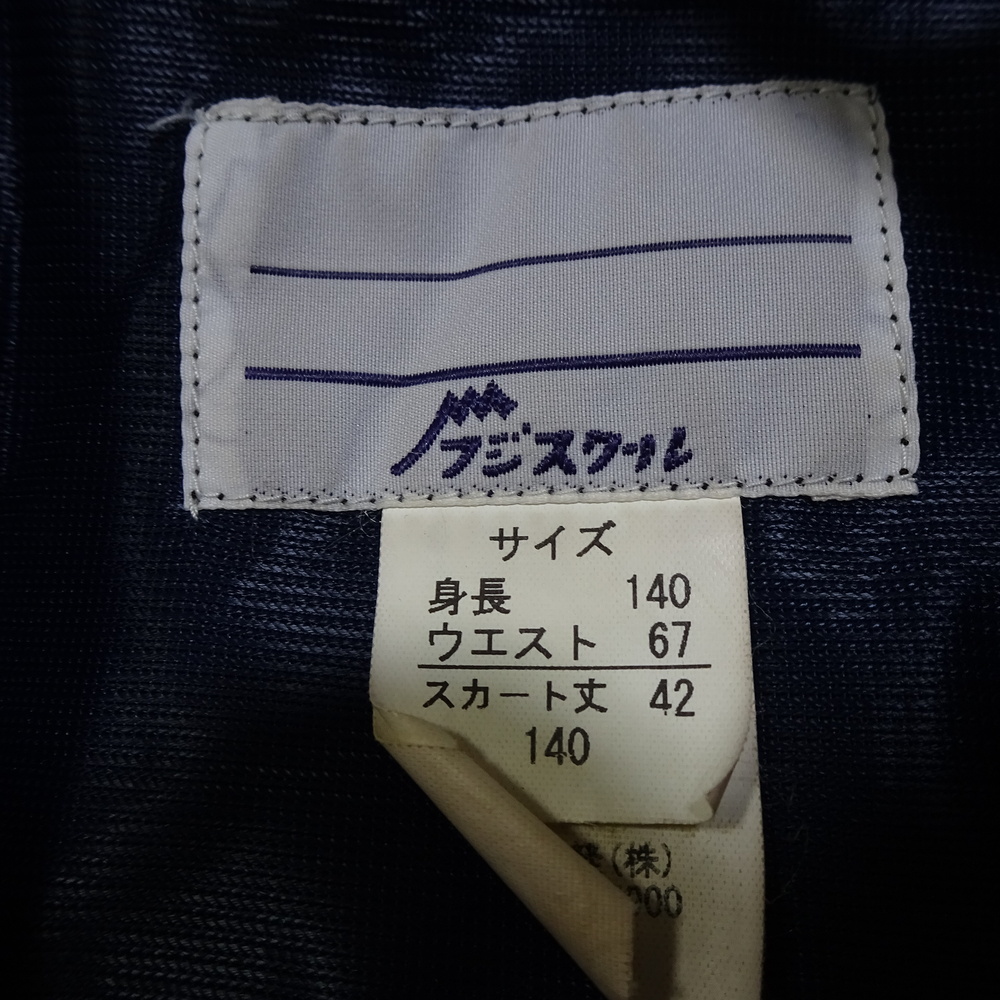 フジスクール
サイズ
身長 140
ウエスト 67
スカート丈 42
140
(株)